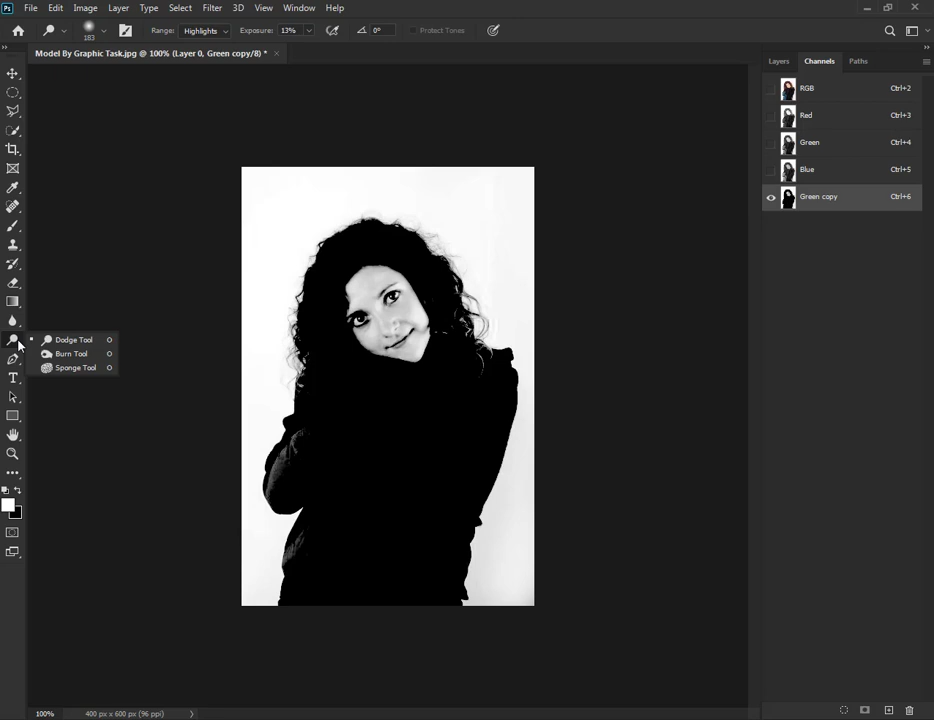 Ps File Edit Image Layer Type Select Filter 3D View Window Help
183 Range: Highlights Exposure: 13% 0° Protect Tones
Model By Graphic Task.jpg @ 100% (Layer 0, Green copy/8) *
Layers Channels Paths
RGB Ctrl+2
Red Ctrl+3
Green Ctrl+4
Blue Ctrl+5
Green copy Ctrl+6
Dodge Tool O
Burn Tool O
Sponge Tool O
T
100% 400 px x 600 px (96 ppi)